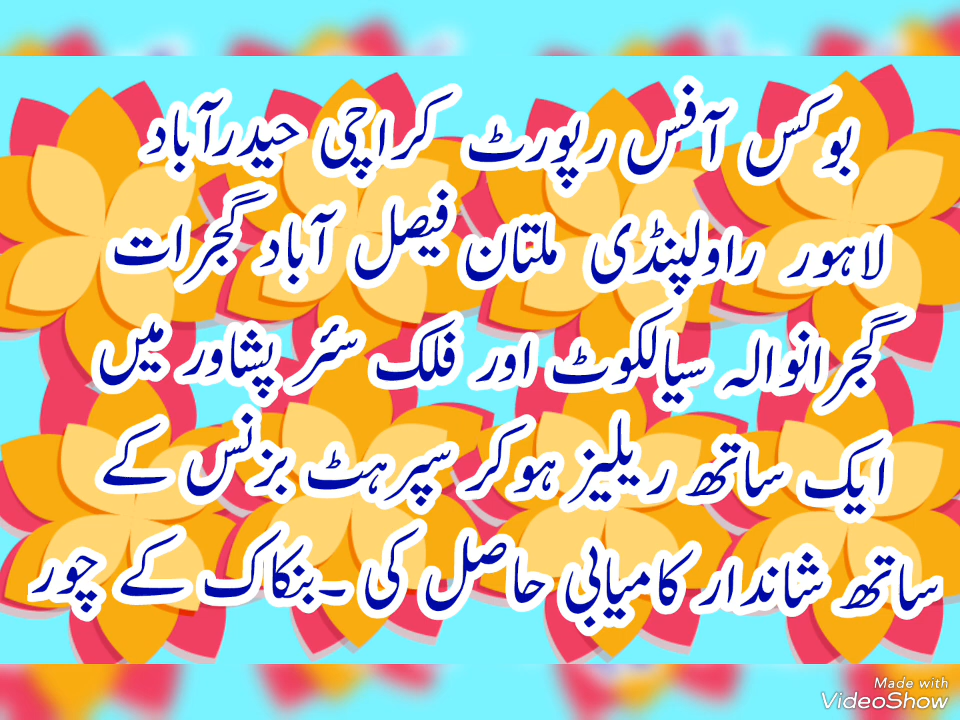 بوکس آفس رپورٹ کراچی حیدرآباد
لاہور راولپنڈی ملتان فیصل آباد گجرات
گجرانوالہ سیالکوٹ اور فلک سئر پشاور میں
ایک ساتھ ریلیز ہوکر سپرہٹ بزنس کے
ساتھ شاندار کامیابی حاصل کی ۔بنکاک کے چور
Made with
VideoShow